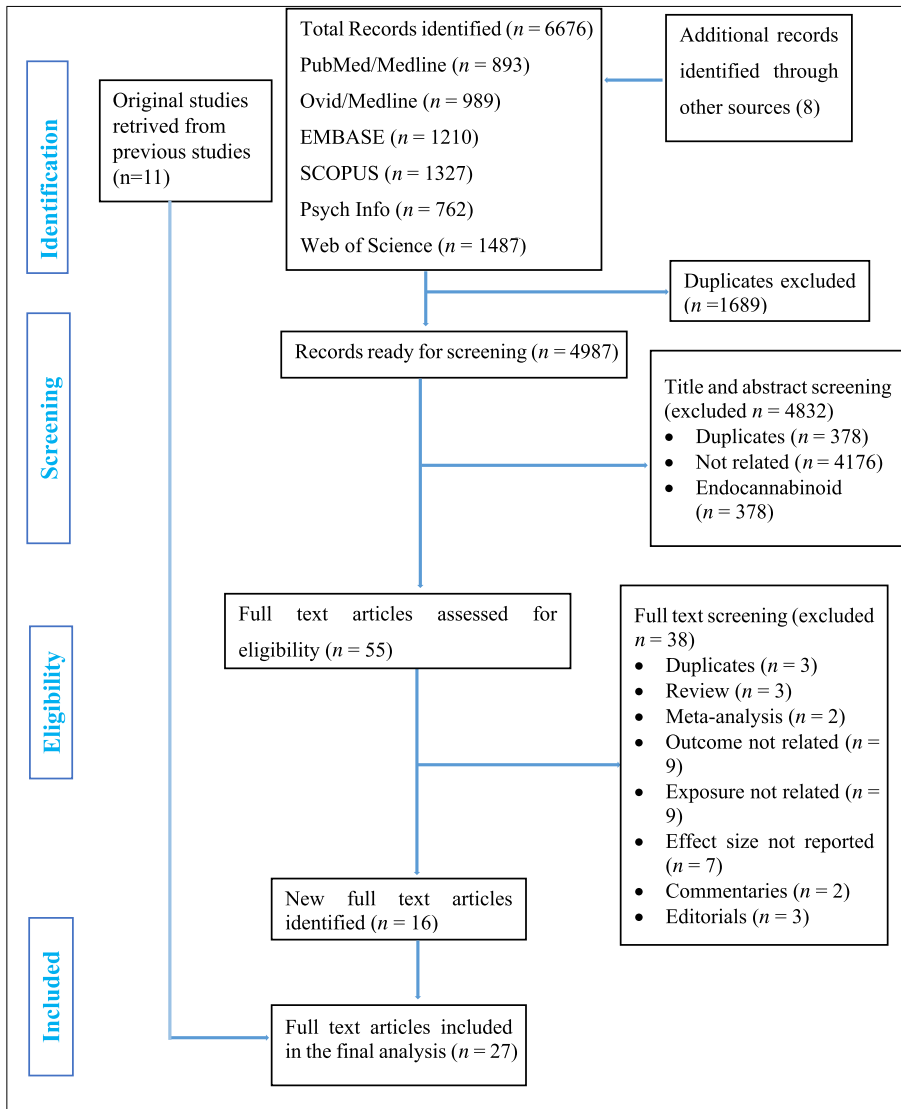 Identification
Original studies
retrived from
previous studies
(n=11)
Total Records identified (n = 6676)
PubMed/Medline (n = 893)
Ovid/Medline (n = 989)
EMBASE (n = 1210)
SCOPUS (n = 1327)
Psych Info (n = 762)
Web of Science (n = 1487)
Additional records
identified through
other sources (8)
Duplicates excluded
(n =1689)
Screening
Records ready for screening (n = 4987)
Title and abstract screening
(excluded n = 4832)
• Duplicates (n = 378)
• Not related (n = 4176)
• Endocannabinoid
(n = 378)
Eligibility
Full text articles assessed for
eligibility (n = 55)
Full text screening (excluded
n = 38)
• Duplicates (n = 3)
• Review (n = 3)
• Meta-analysis (n = 2)
• Outcome not related (n =
9)
• Exposure not related (n =
9)
• Effect size not reported
(n = 7)
• Commentaries (n = 2)
• Editorials (n = 3)
New full text articles
identified (n = 16)
Included
Full text articles included
in the final analysis (n = 27)